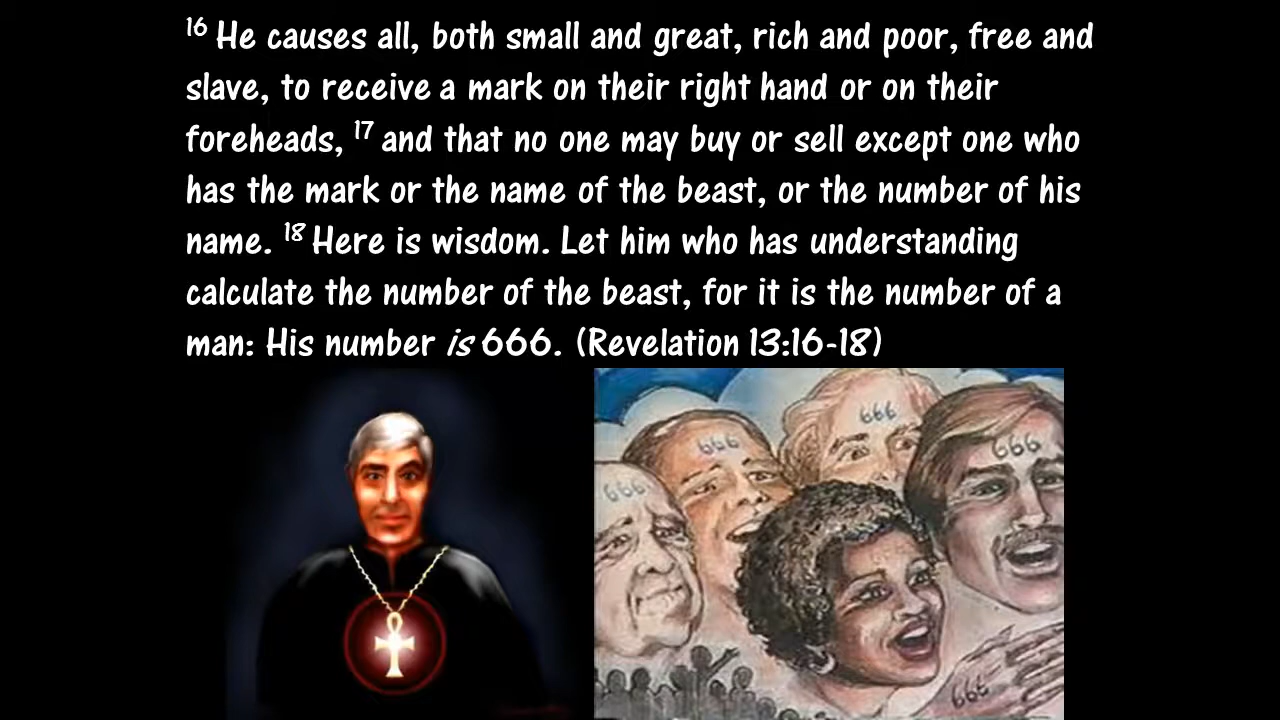 16 He causes all, both small and great, rich and poor, free and
slave, to receive a mark on their right hand or on their
foreheads, 17 and that no one may buy or sell except one who
has the mark or the name of the beast, or the number of his
name. 18 Here is wisdom. Let him who has understanding
calculate the number of the beast, for it is the number of a
man: His number is 666. (Revelation 13:16-18)
666
666
666
666
666